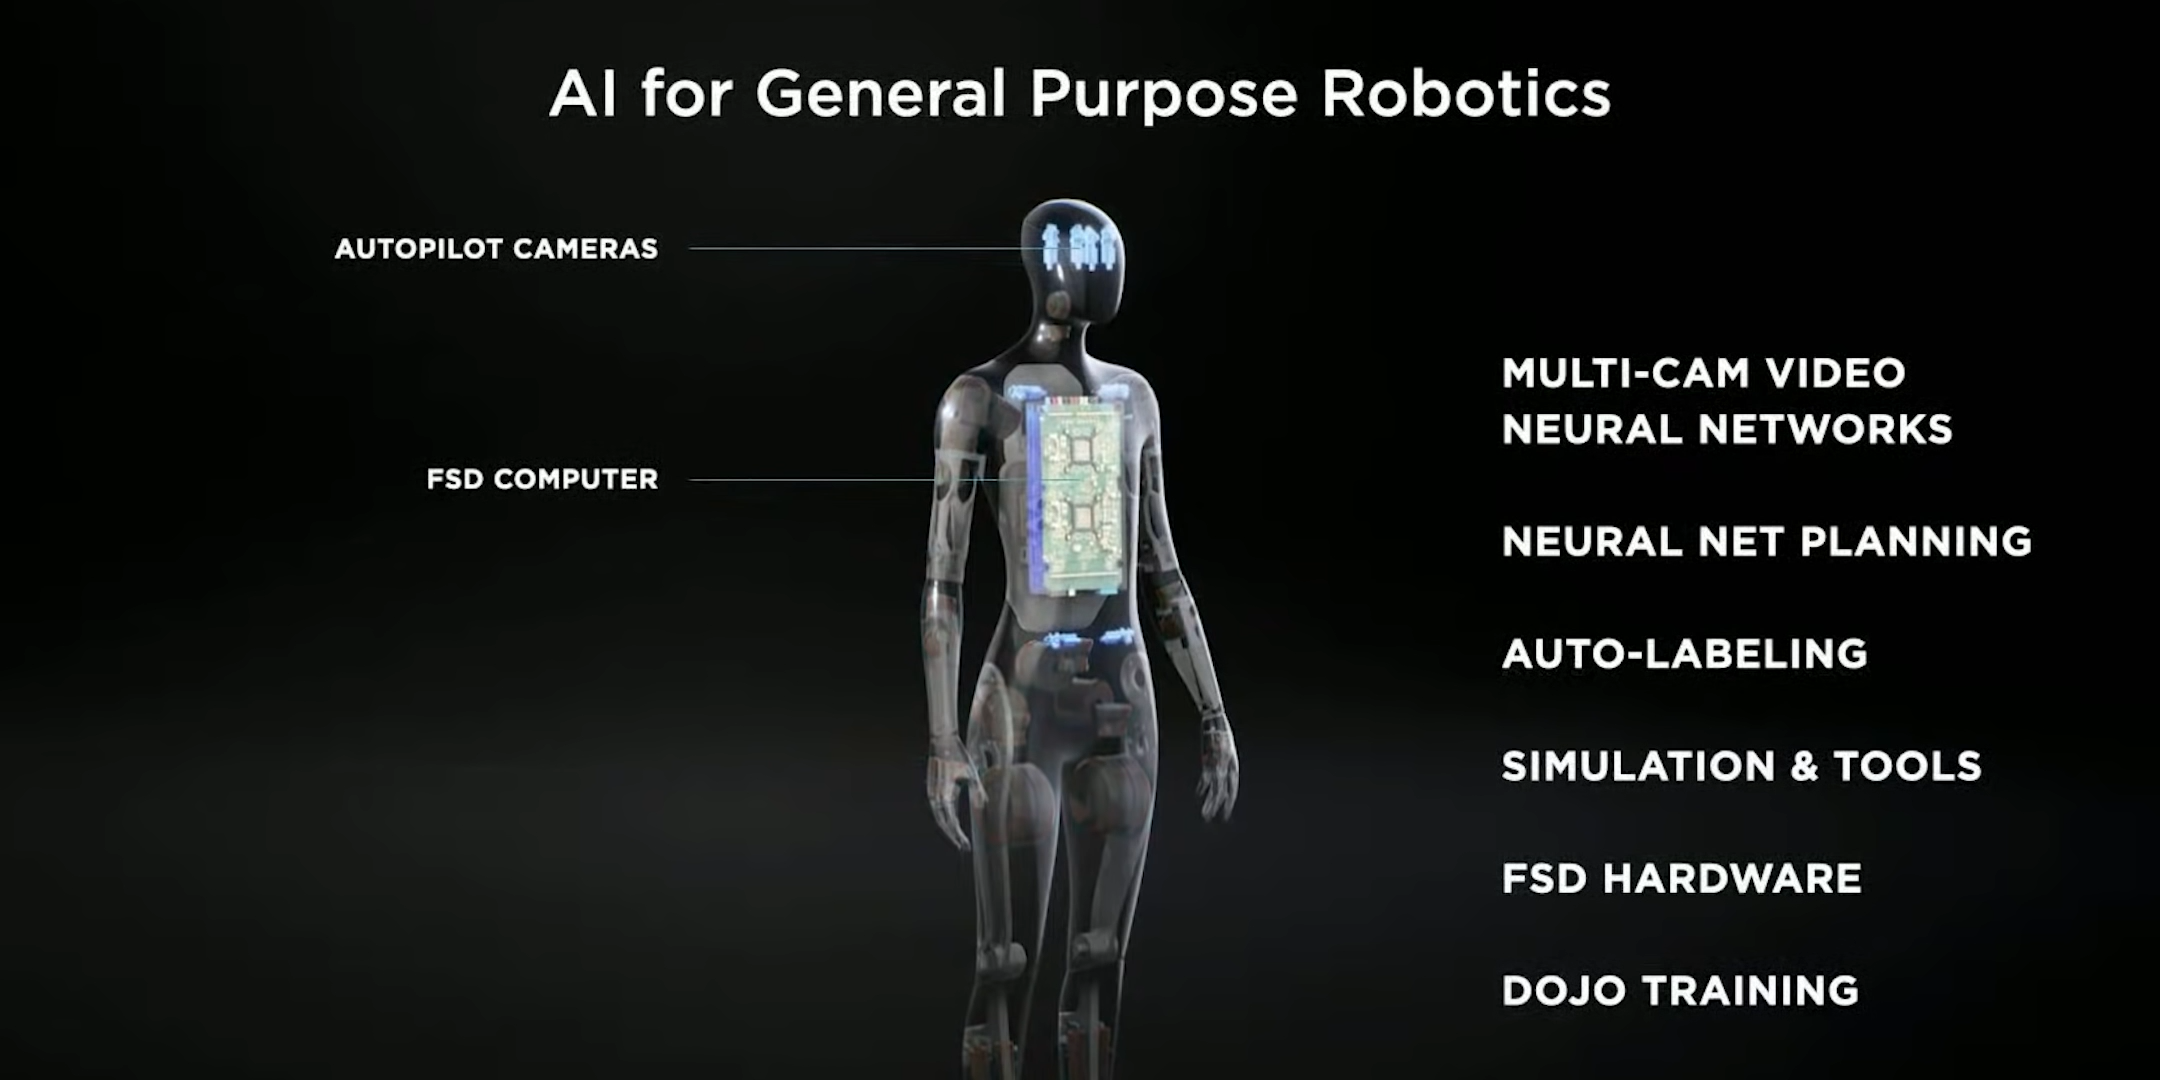 AI for General Purpose Robotics
AUTOPILOT CAMERAS
FSD COMPUTER
MULTI-CAM VIDEO
NEURAL NETWORKS
NEURAL NET PLANNING
AUTO-LABELING
SIMULATION & TOOLS
FSD HARDWARE
DOJO TRAINING